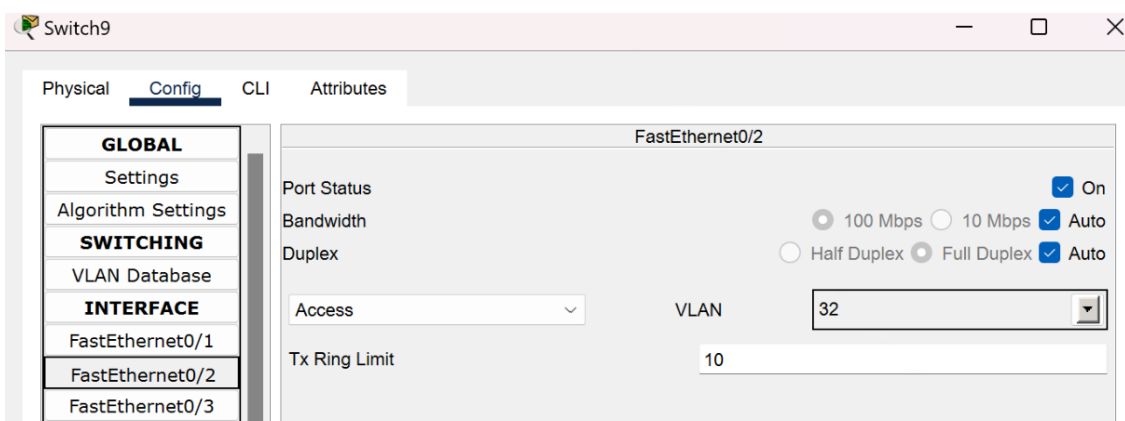 Switch9
Physical Config CLI Attributes
GLOBAL
Settings
Algorithm Settings
SWITCHING
VLAN Database
INTERFACE
FastEthernet0/1
FastEthernet0/2
FastEthernet0/3
FastEthernet0/2
Port Status On
Bandwidth 100 Mbps 10 Mbps Auto
Duplex Half Duplex Full Duplex Auto
Access VLAN 32
Tx Ring Limit 10